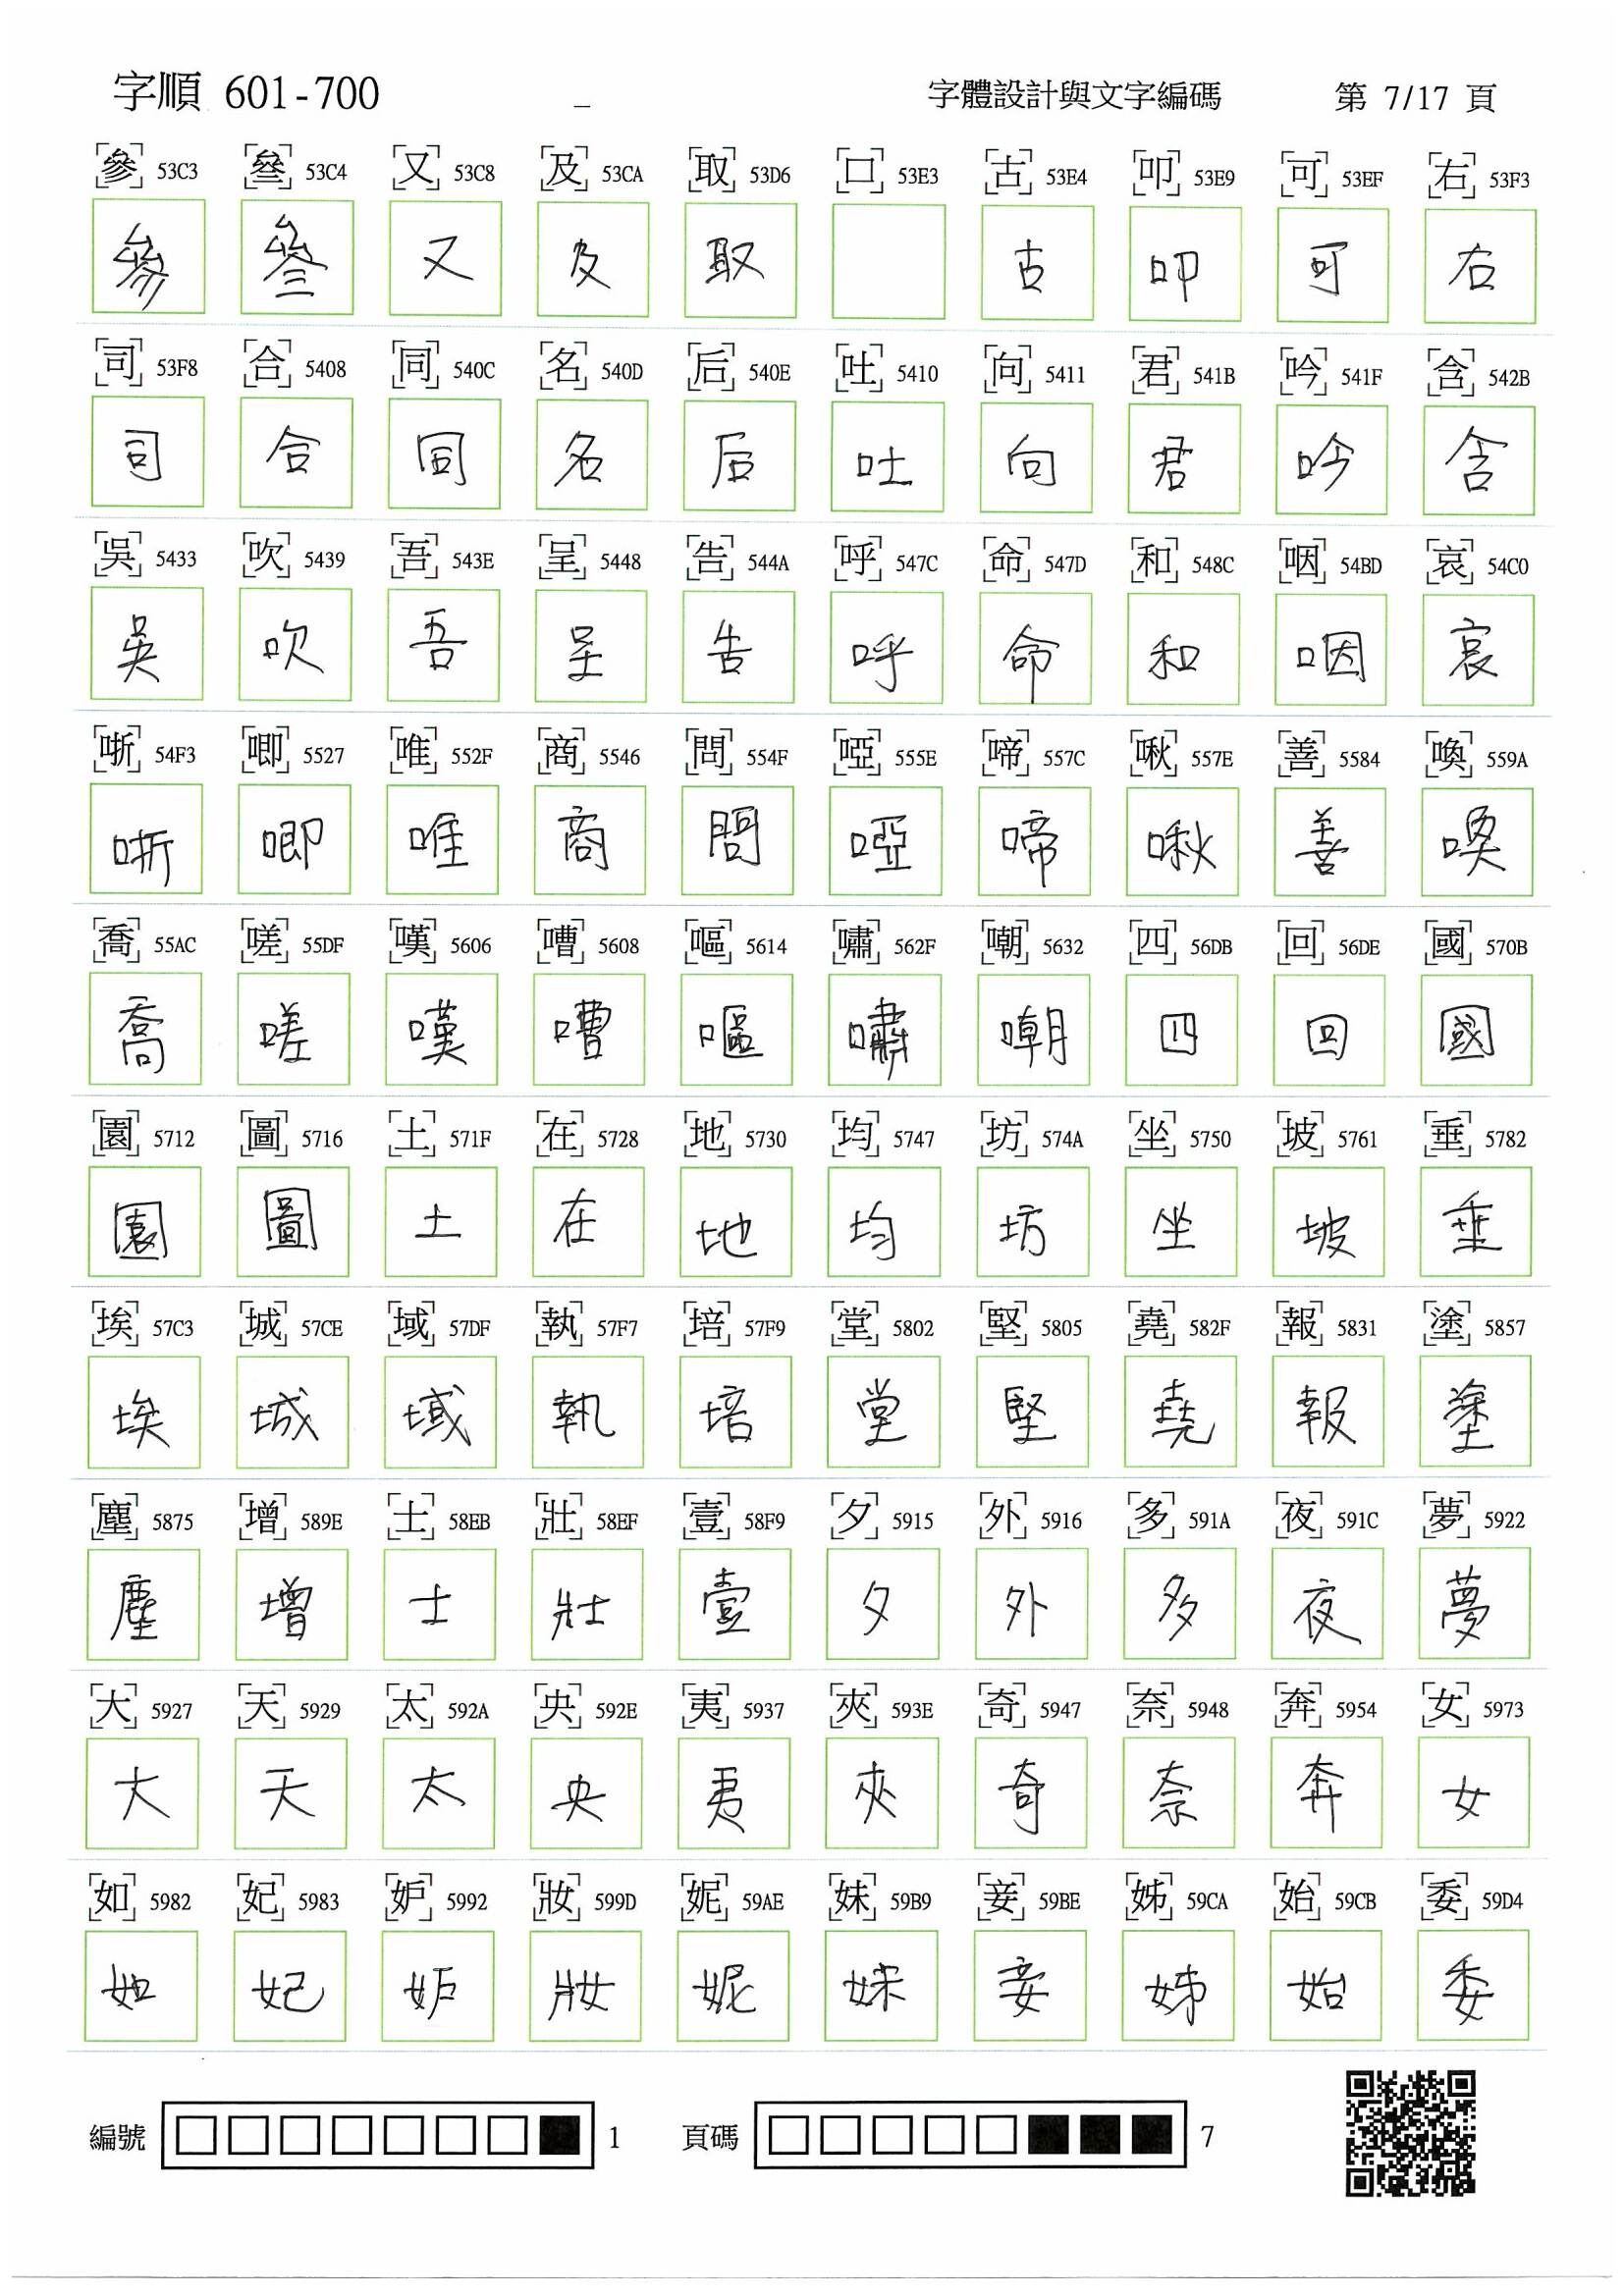 字順 601-700 _ 字體設計與文字編碼 第 7/17 頁
參 53C3 叄 53C4 又 53C8 及 53CA 取 53D6 口 53E3 古 53E4 叩 53E9 可 53EF 右 53F3
參 叄 又 及 取 古 叩 可 右
司 53F8 合 5408 同 540C 名 540D 后 540E 吐 5410 向 5411 君 541B 吟 541F 含 542B
司 合 同 名 后 吐 向 君 吟 含
吳 5433 吹 5439 吾 543E 呈 5448 告 544A 呼 547C 命 547D 和 548C 咽 54BD 哀 54C0
吳 吹 吾 呈 告 呼 命 和 咽 哀
哳 54F3 唧 5527 唯 552F 商 5546 問 554F 啞 555E 啼 557C 啾 557E 善 5584 喚 559A
哳 唧 唯 商 問 啞 啼 啾 善 喚
喬 55AC 嗟 55DF 嘆 5606 嘈 5608 嘔 5614 嘯 562F 嘲 5632 四 56DB 回 56DE 國 570B
喬 嗟 嘆 嘈 嘔 嘯 嘲 四 回 國
園 5712 圖 5716 土 571F 在 5728 地 5730 均 5747 坊 574A 坐 5750 坡 5761 垂 5782
園 圖 土 在 地 均 坊 坐 坡 垂
埃 57C3 城 57CE 域 57DF 執 57F7 培 57F9 堂 5802 堅 5805 堯 582F 報 5831 塗 5857
埃 城 域 執 培 堂 堅 堯 報 塗
塵 5875 增 589E 士 58EB 壯 58EF 壹 58F9 夕 5915 外 5916 多 591A 夜 591C 夢 5922
塵 增 士 壯 壹 夕 外 多 夜 夢
大 5927 天 5929 太 592A 央 592E 夷 5937 夾 593E 奇 5947 奈 5948 奔 5954 女 5973
大 天 太 央 夷 夾 奇 奈 奔 女
如 5982 妃 5983 妒 5992 妝 599D 妮 59AE 妹 59B9 妾 59BE 姊 59CA 始 59CB 委 59D4
如 妃 妒 妝 妮 妹 妾 姊 始 委
編號 1 頁碼 7